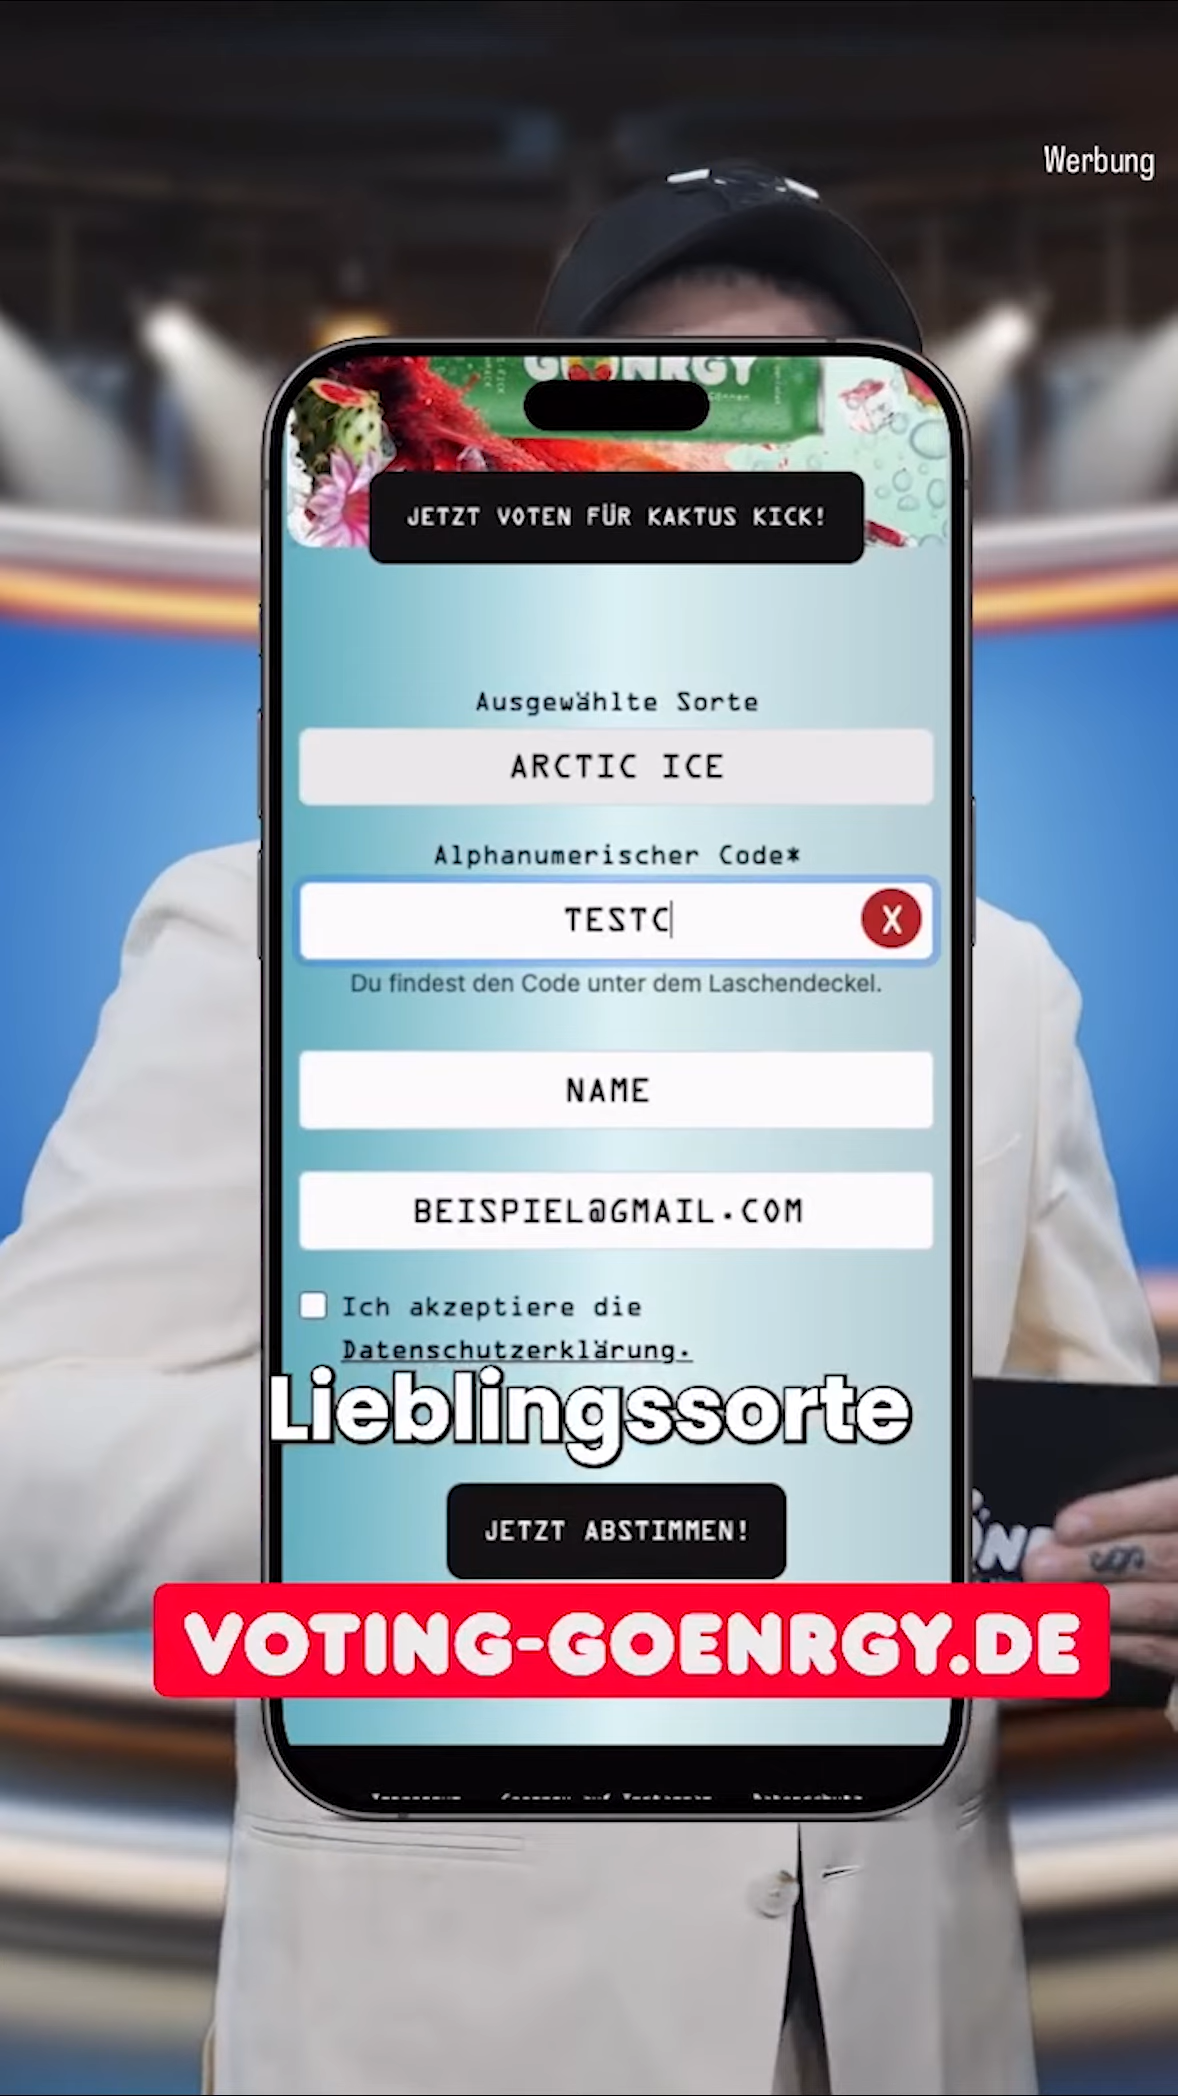 Werbung
GOENRGY
JETZT VOTEN FÜR KAKTUS KICK!
Ausgewählte Sorte
ARCTIC ICE
Alphanumerischer Code*
TESTC
X
Du findest den Code unter dem Laschendeckel.
NAME
BEISPIEL@GMAIL.COM
Ich akzeptiere die
Datenschutzerklärung.
Lieblingssorte
JETZT ABSTIMMEN!
VOTING-GOENRGY.DE